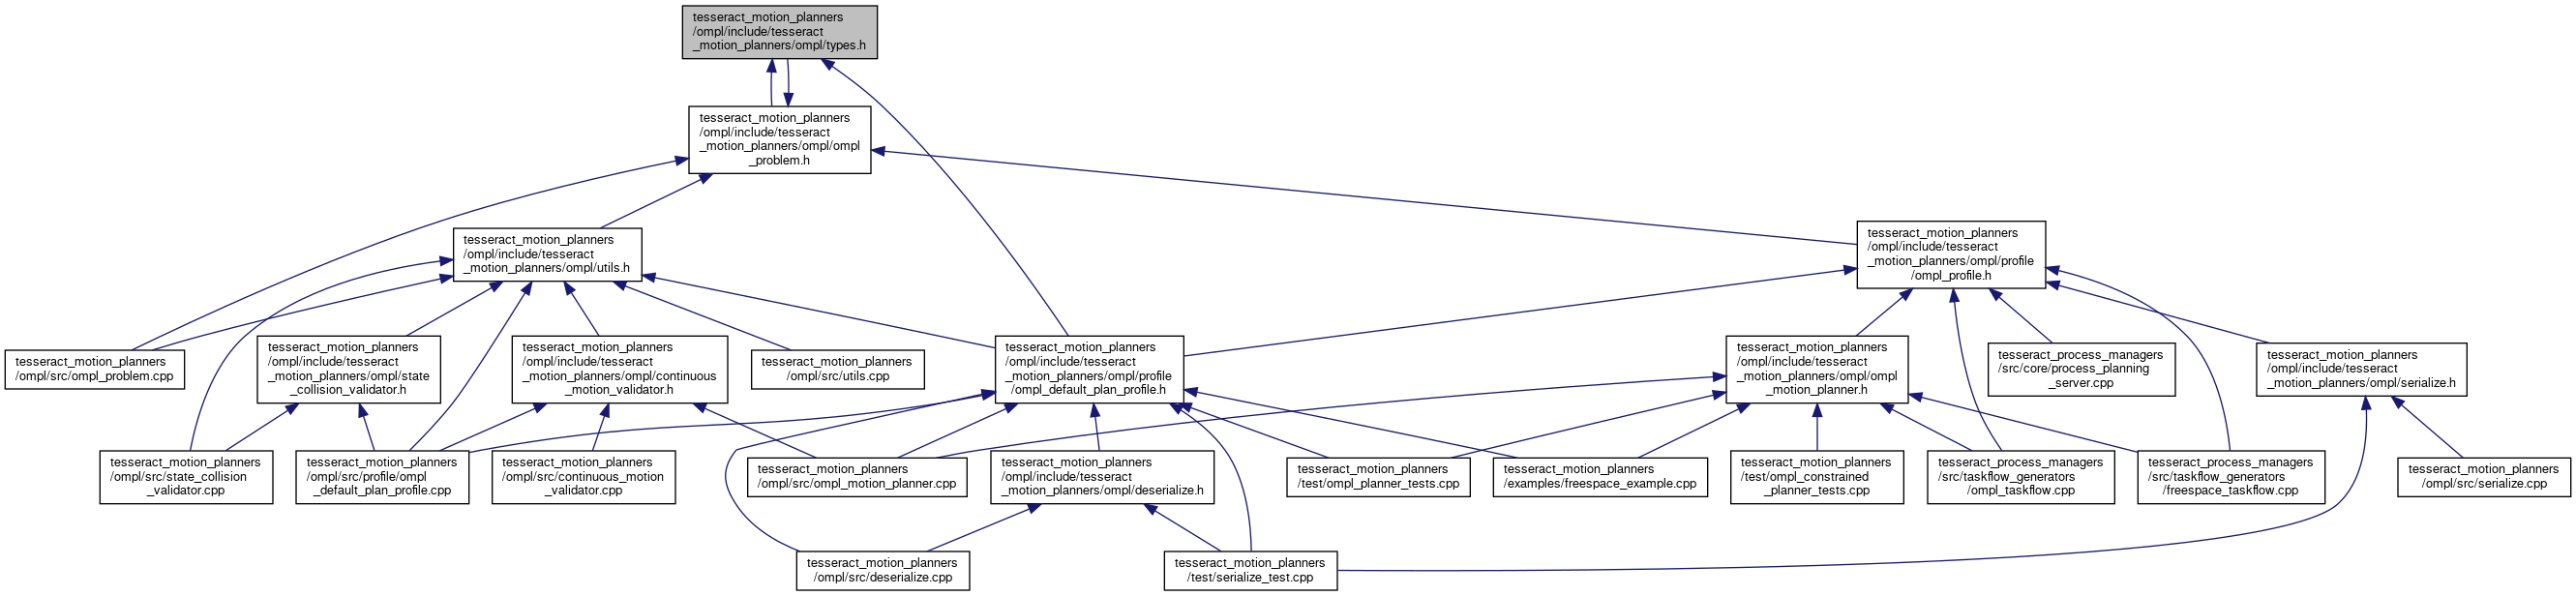 tesseract_motion_planners
/ompl/include/tesseract
_motion_planners/ompl/types.h
tesseract_motion_planners
/ompl/include/tesseract
_motion_planners/ompl/ompl
_problem.h
tesseract_motion_planners
/ompl/include/tesseract
_motion_planners/ompl/utils.h
tesseract_motion_planners
/ompl/include/tesseract
_motion_planners/ompl/profile
/ompl_profile.h
tesseract_motion_planners
/ompl/src/ompl_problem.cpp
tesseract_motion_planners
/ompl/include/tesseract
_motion_planners/ompl/state
_collision_validator.h
tesseract_motion_planners
/ompl/include/tesseract
_motion_planners/ompl/continuous
_motion_validator.h
tesseract_motion_planners
/ompl/src/utils.cpp
tesseract_motion_planners
/ompl/include/tesseract
_motion_planners/ompl/profile
/ompl_default_plan_profile.h
tesseract_motion_planners
/ompl/include/tesseract
_motion_planners/ompl/ompl
_motion_planner.h
tesseract_process_managers
/src/core/process_planning
_server.cpp
tesseract_motion_planners
/ompl/include/tesseract
_motion_planners/ompl/serialize.h
tesseract_motion_planners
/ompl/src/state_collision
_validator.cpp
tesseract_motion_planners
/ompl/src/profile/ompl
_default_plan_profile.cpp
tesseract_motion_planners
/ompl/src/continuous_motion
_validator.cpp
tesseract_motion_planners
/ompl/src/ompl_motion_planner.cpp
tesseract_motion_planners
/ompl/include/tesseract
_motion_planners/ompl/deserialize.h
tesseract_motion_planners
/test/ompl_planner_tests.cpp
tesseract_motion_planners
/examples/freespace_example.cpp
tesseract_motion_planners
/test/ompl_constrained
_planner_tests.cpp
tesseract_process_managers
/src/taskflow_generators
/ompl_taskflow.cpp
tesseract_process_managers
/src/taskflow_generators
/freespace_taskflow.cpp
tesseract_motion_planners
/ompl/src/serialize.cpp
tesseract_motion_planners
/ompl/src/deserialize.cpp
tesseract_motion_planners
/test/serialize_test.cpp